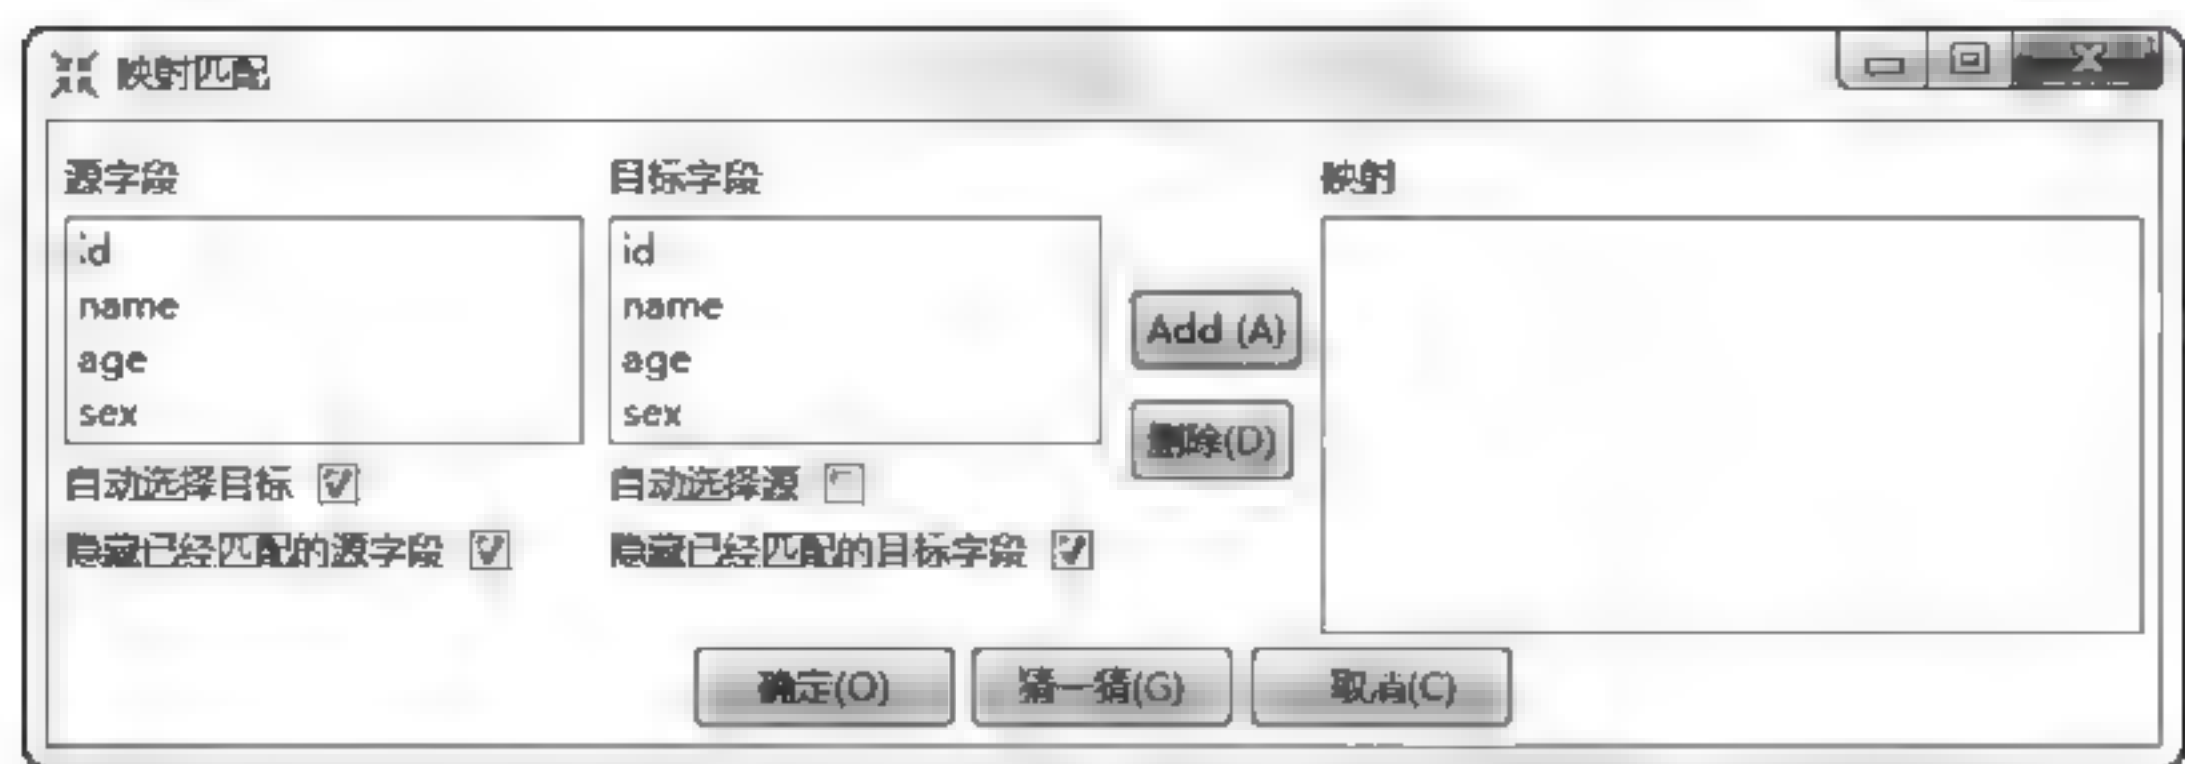 映射匹配
源字段 目标字段 映射
id id
name name
age age
sex sex
Add (A)
删除(D)
自动选择目标 自动选择源
隐藏已经匹配的源字段 隐藏已经匹配的目标字段
确定(O) 猜一猜(G) 取消(C)